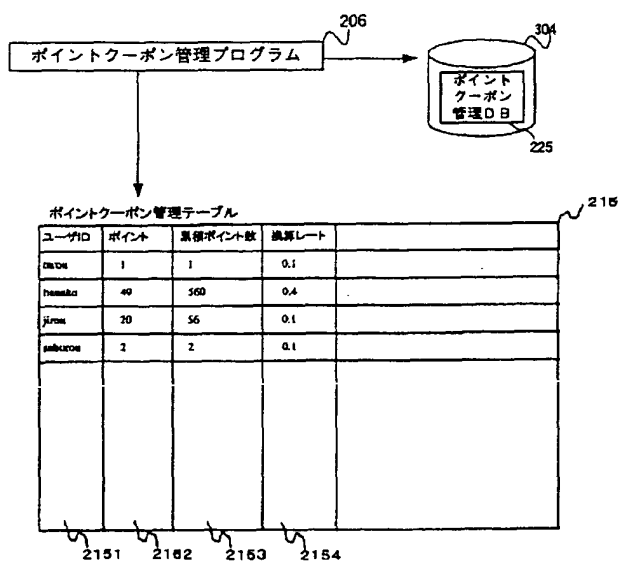 206
ポイントクーポン管理プログラム
304
ポイント
クーポン
管理DB
225
ポイントクーポン管理テーブル
215
ユーザID ポイント 累積ポイント数 換算レート
1 1 0.1
hanako 49 560 0.4
jirou 20 56 0.1
saburou 2 2 0.1
2151 2152 2153 2154